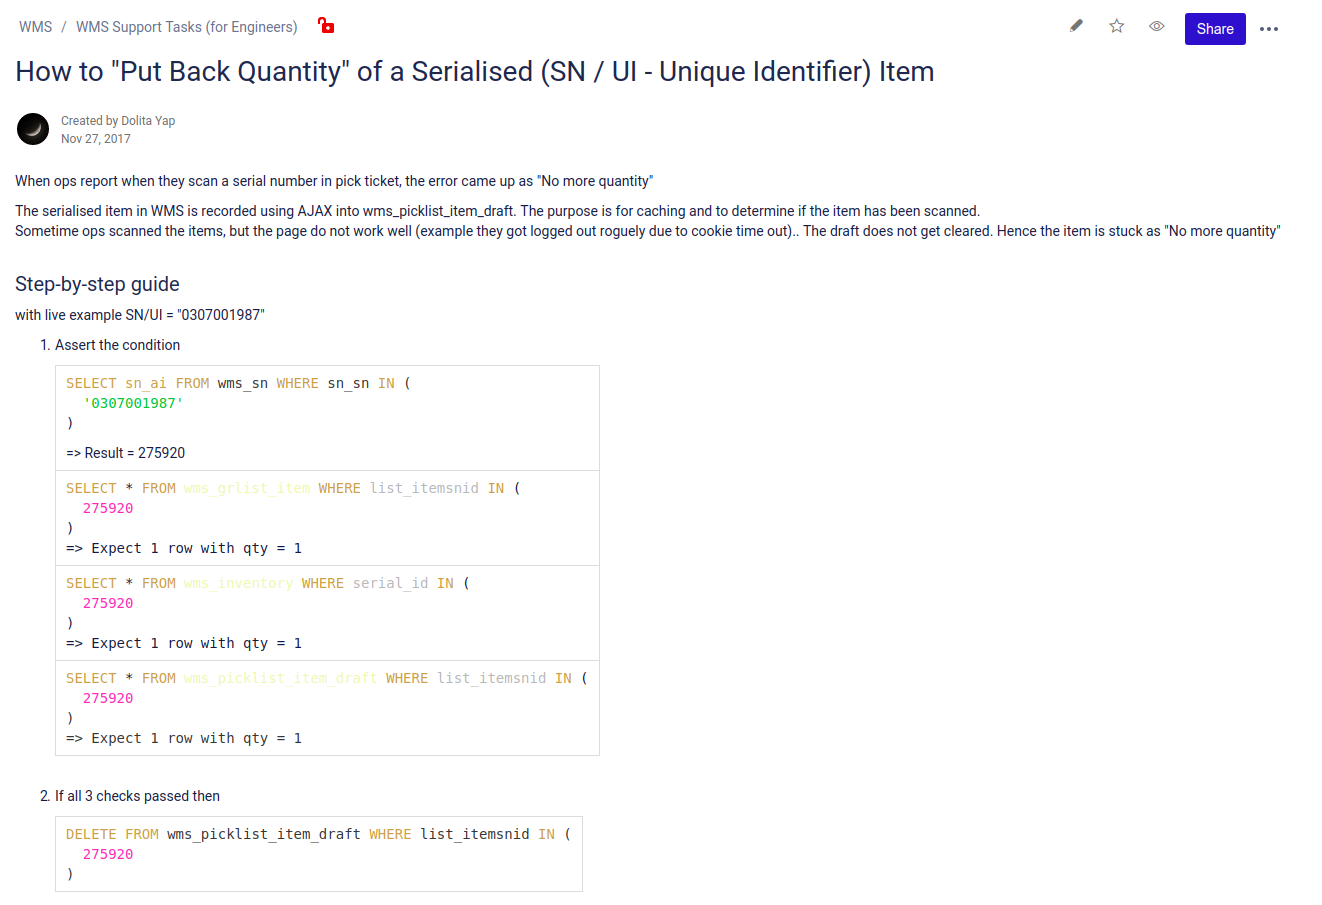 WMS / WMS Support Tasks (for Engineers)
Share
How to "Put Back Quantity" of a Serialised (SN / UI - Unique Identifier) Item
Created by Dolita Yap
Nov 27, 2017
When ops report when they scan a serial number in pick ticket, the error came up as "No more quantity"
The serialised item in WMS is recorded using AJAX into wms_picklist_item_draft. The purpose is for caching and to determine if the item has been scanned.
Sometime ops scanned the items, but the page do not work well (example they got logged out roguely due to cookie time out).. The draft does not get cleared. Hence the item is stuck as "No more quantity"
Step-by-step guide
with live example SN/UI = "0307001987"
1. Assert the condition
SELECT sn_ai FROM wms_sn WHERE sn_sn IN (
'0307001987'
)
=> Result = 275920
SELECT * FROM wms_grlist_item WHERE list_itemsnid IN (
275920
)
=> Expect 1 row with qty = 1
SELECT * FROM wms_inventory WHERE serial_id IN (
275920
)
=> Expect 1 row with qty = 1
SELECT * FROM wms_picklist_item_draft WHERE list_itemsnid IN (
275920
)
=> Expect 1 row with qty = 1
2. If all 3 checks passed then
DELETE FROM wms_picklist_item_draft WHERE list_itemsnid IN (
275920
)